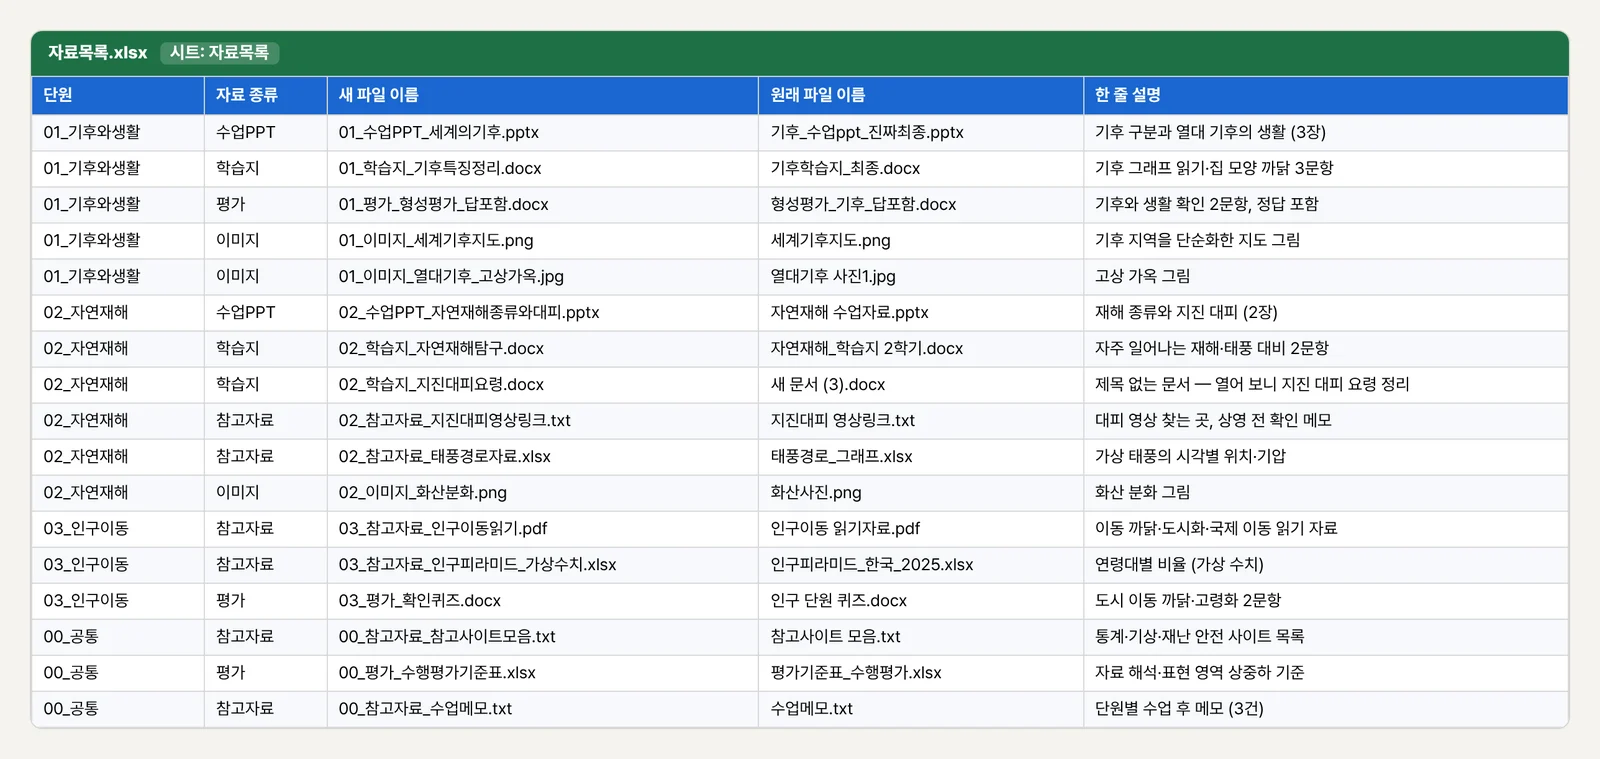 자료목록.xlsx 시트: 자료목록
단원 자료 종류 새 파일 이름 원래 파일 이름 한 줄 설명
01_기후와생활 수업PPT 01_수업PPT_세계의기후.pptx 기후_수업ppt_진짜최종.pptx 기후 구분과 열대 기후의 생활 (3장)
01_기후와생활 학습지 01_학습지_기후특징정리.docx 기후학습지_최종.docx 기후 그래프 읽기·집 모양 까닭 3문항
01_기후와생활 평가 01_평가_형성평가_답포함.docx 형성평가_기후_답포함.docx 기후와 생활 확인 2문항, 정답 포함
01_기후와생활 이미지 01_이미지_세계기후지도.png 세계기후지도.png 기후 지역을 단순화한 지도 그림
01_기후와생활 이미지 01_이미지_열대기후_고상가옥.jpg 열대기후 사진1.jpg 고상 가옥 그림
02_자연재해 수업PPT 02_수업PPT_자연재해종류와대피.pptx 자연재해 수업자료.pptx 재해 종류와 지진 대피 (2장)
02_자연재해 학습지 02_학습지_자연재해탐구.docx 자연재해_학습지 2학기.docx 자주 일어나는 재해·태풍 대비 2문항
02_자연재해 학습지 02_학습지_지진대피요령.docx 새 문서 (3).docx 제목 없는 문서 — 열어 보니 지진 대피 요령 정리
02_자연재해 참고자료 02_참고자료_지진대피영상링크.txt 지진대피 영상링크.txt 대피 영상 찾는 곳, 상영 전 확인 메모
02_자연재해 참고자료 02_참고자료_태풍경로자료.xlsx 태풍경로_그래프.xlsx 가상 태풍의 시각별 위치·기압
02_자연재해 이미지 02_이미지_화산분화.png 화산사진.png 화산 분화 그림
03_인구이동 참고자료 03_참고자료_인구이동읽기.pdf 인구이동 읽기자료.pdf 이동 까닭·도시화·국제 이동 읽기 자료
03_인구이동 참고자료 03_참고자료_인구피라미드_가상수치.xlsx 인구피라미드_한국_2025.xlsx 연령대별 비율 (가상 수치)
03_인구이동 평가 03_평가_확인퀴즈.docx 인구 단원 퀴즈.docx 도시 이동 까닭·고령화 2문항
00_공통 참고자료 00_참고자료_참고사이트모음.txt 참고사이트 모음.txt 통계·기상·재난 안전 사이트 목록
00_공통 평가 00_평가_수행평가기준표.xlsx 평가기준표_수행평가.xlsx 자료 해석·표현 영역 상중하 기준
00_공통 참고자료 00_참고자료_수업메모.txt 수업메모.txt 단원별 수업 후 메모 (3건)